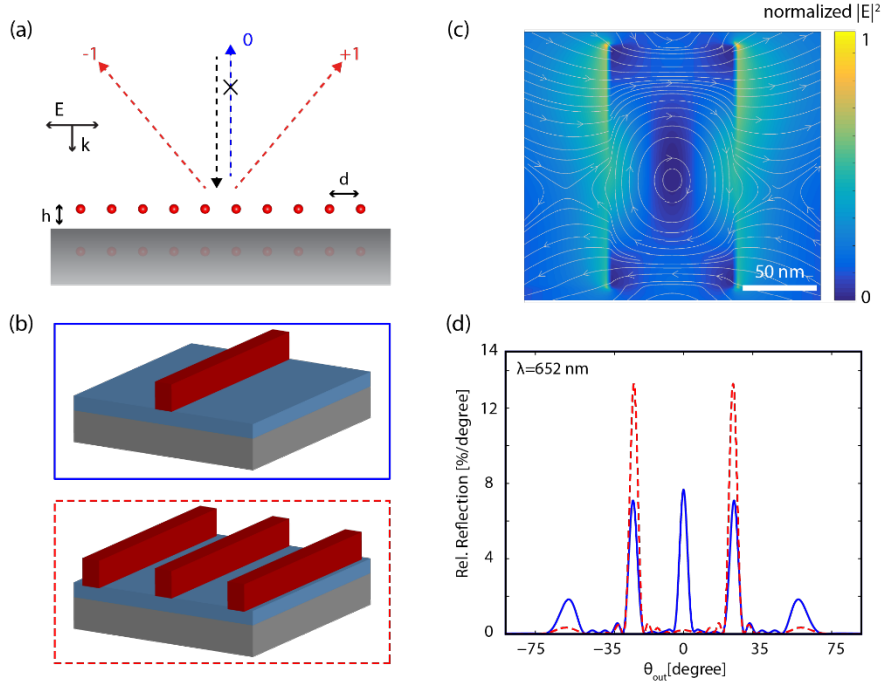 (a)
0
-1
+1
E
k
d
h
(b)
(c)
normalized |E|²
1
0
50 nm
(d)
λ=652 nm
Rel. Reflection [%/degree]
14
12
8
4
0
−75
−35
0
35
75
θout[degree]